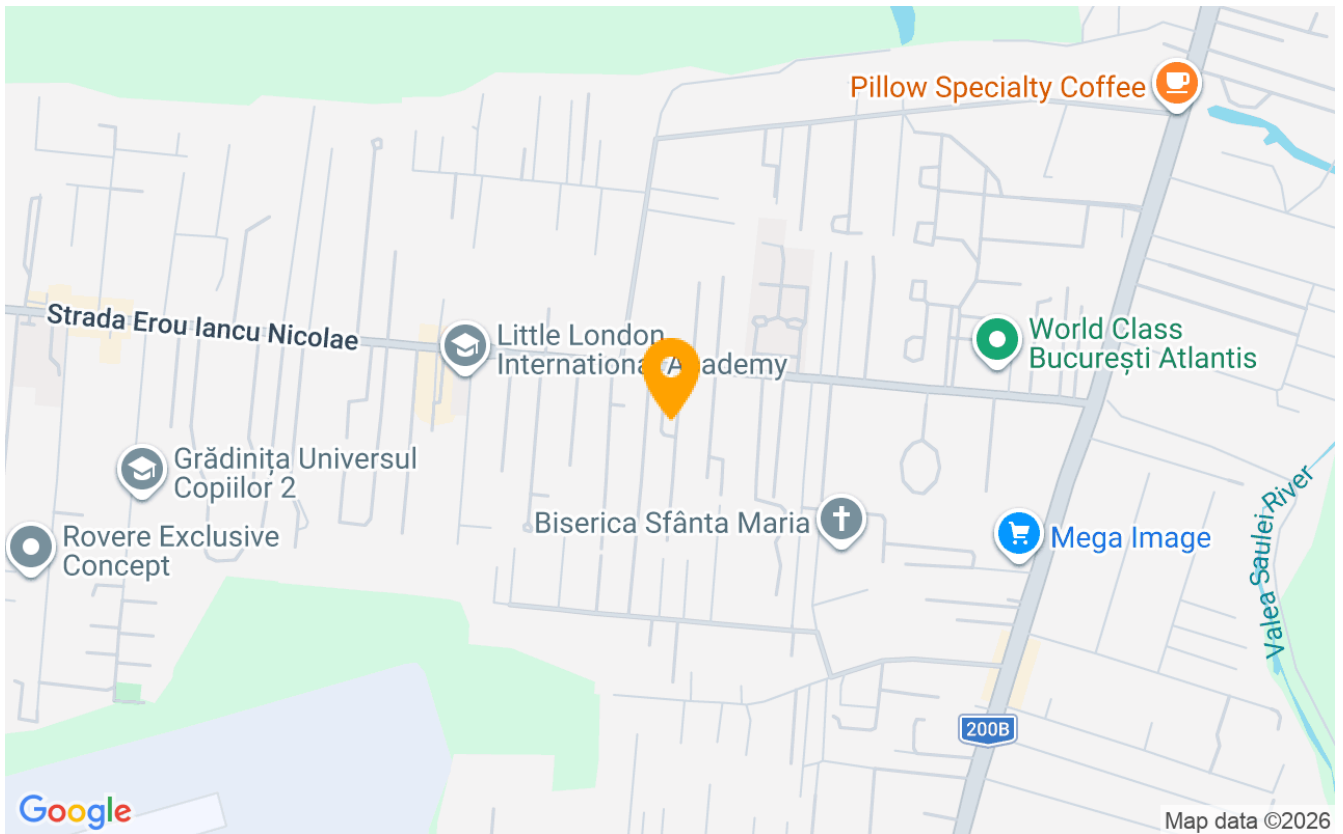 Pillow Specialty Coffee
Strada Erou Iancu Nicolae
Little London
International Academy
World Class
București Atlantis
Grădinița Universul
Copiilor 2
Rovere Exclusive
Concept
Biserica Sfânta Maria
Mega Image
Valea Saulei River
200B
Google
Map data ©2026